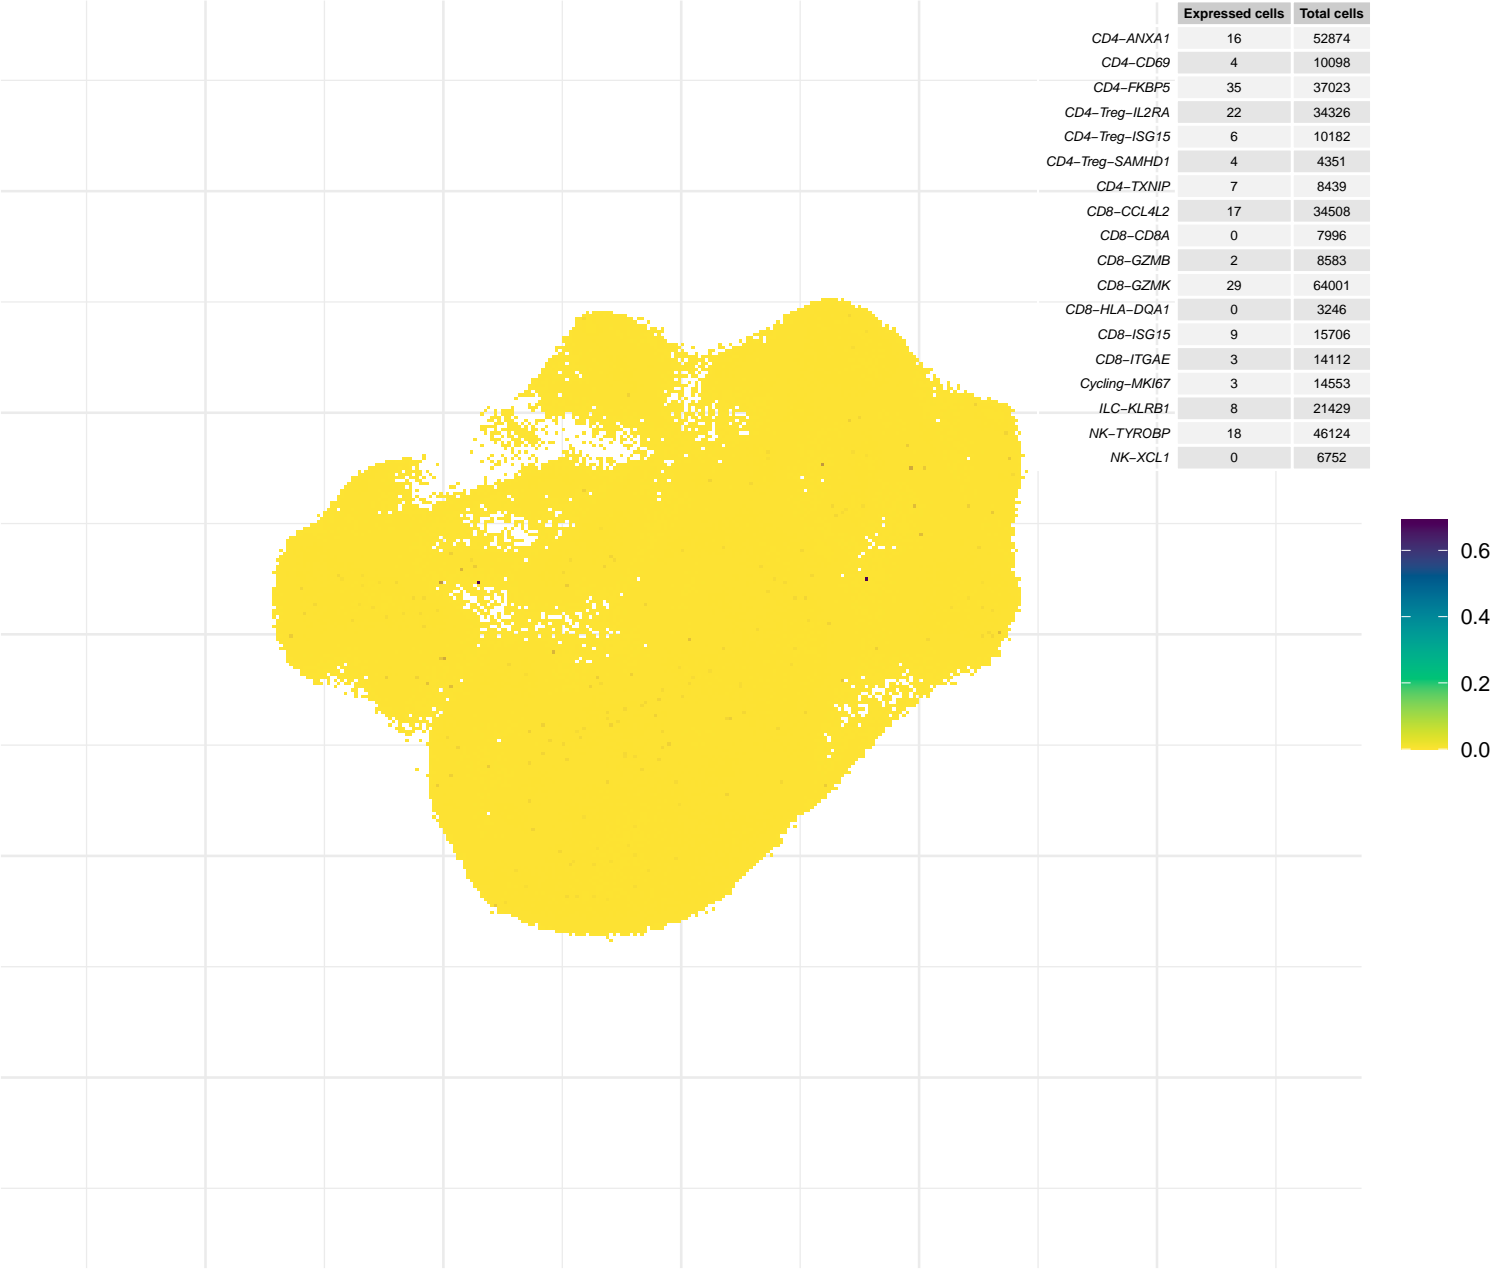 Expressed cells Total cells
CD4−ANXA1 16 52874
CD4−CD69 4 10098
CD4−FKBP5 35 37023
CD4−Treg−IL2RA 22 34326
CD4−Treg−ISG15 6 10182
CD4−Treg−SAMHD1 4 4351
CD4−TXNIP 7 8439
CD8−CCL4L2 17 34508
CD8−CD8A 0 7996
CD8−GZMB 2 8583
CD8−GZMK 29 64001
CD8−HLA−DQA1 0 3246
CD8−ISG15 9 15706
CD8−ITGAE 3 14112
Cycling−MKI67 3 14553
ILC−KLRB1 8 21429
NK−TYROBP 18 46124
NK−XCL1 0 6752
0.6
0.4
0.2
0.0